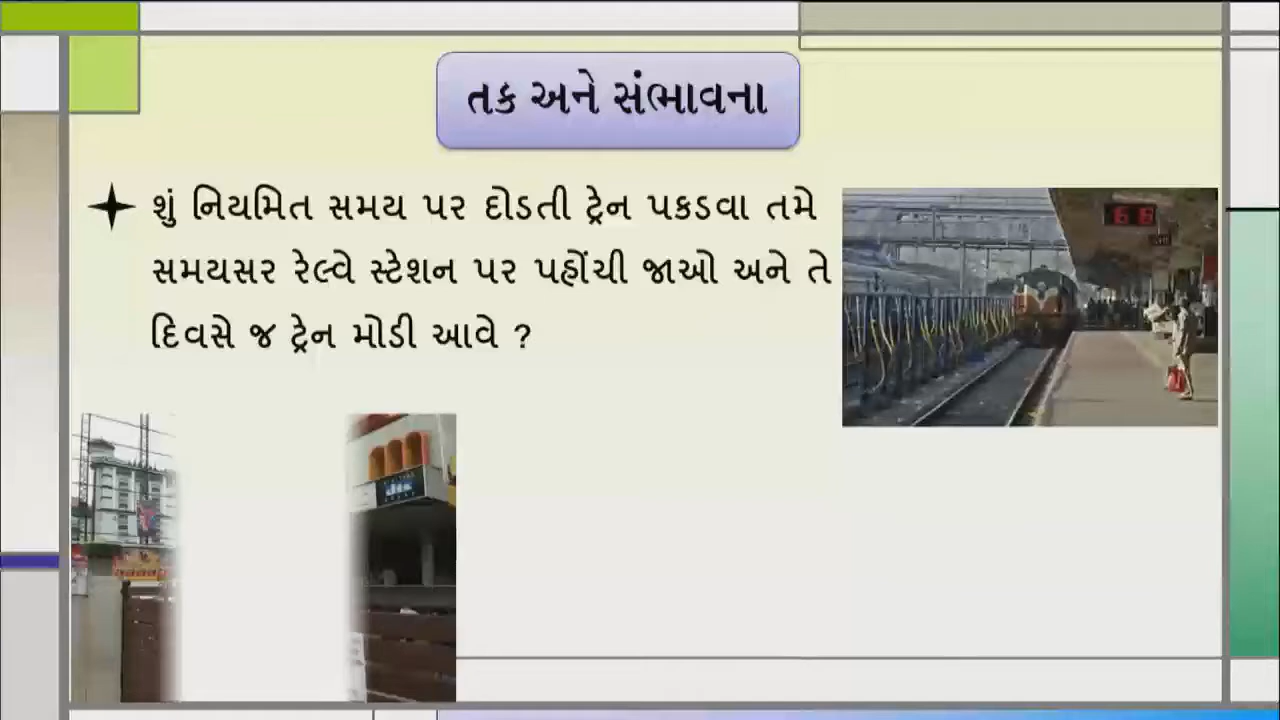 તક અને સંભાવના
શું નિયમિત સમય પર દોડતી ટ્રેન પકડવા તમે
સમયસર રેલ્વે સ્ટેશન પર પહોંચી જાઓ અને તે
દિવસે જ ટ્રેન મોડી આવે ?